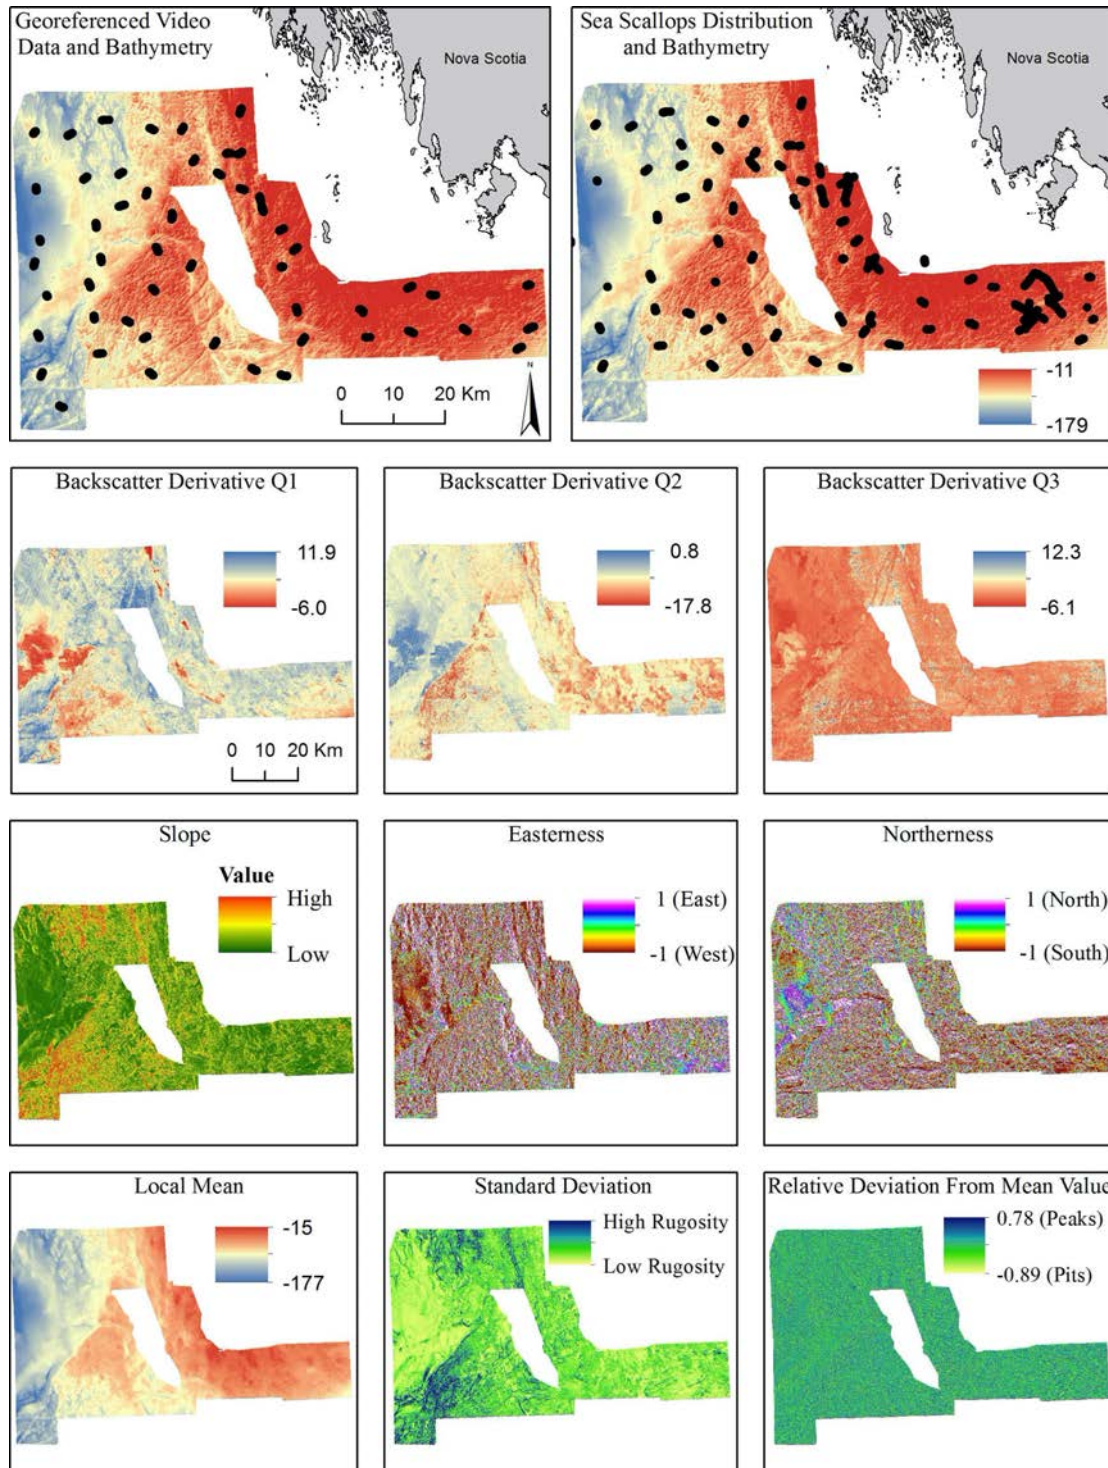 Georeferenced Video
Data and Bathymetry
Nova Scotia
0 10 20 Km
N
Sea Scallops Distribution
and Bathymetry
Nova Scotia
-11
-179
Backscatter Derivative Q1
11.9
-6.0
0 10 20 Km
Backscatter Derivative Q2
0.8
-17.8
Backscatter Derivative Q3
12.3
-6.1
Slope
Value
High
Low
Easterness
1 (East)
-1 (West)
Northerness
1 (North)
-1 (South)
Local Mean
-15
-177
Standard Deviation
High Rugosity
Low Rugosity
Relative Deviation From Mean Value
0.78 (Peaks)
-0.89 (Pits)